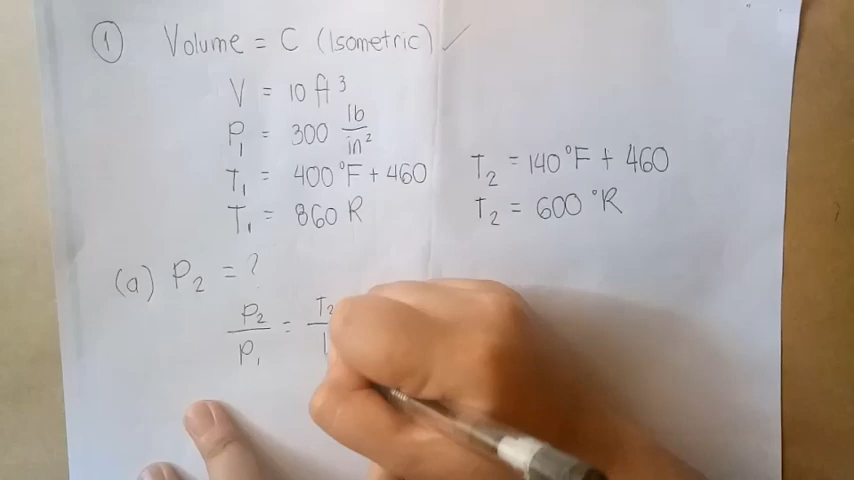 ① Volume = C (Isometric) ✓
V = 10 ft³
P₁ = 300 lb/in²
T₁ = 400°F + 460
T₁ = 860 R
T₂ = 140°F + 460
T₂ = 600 °R
(a) P₂ = ?
P₂/P₁ = T₂